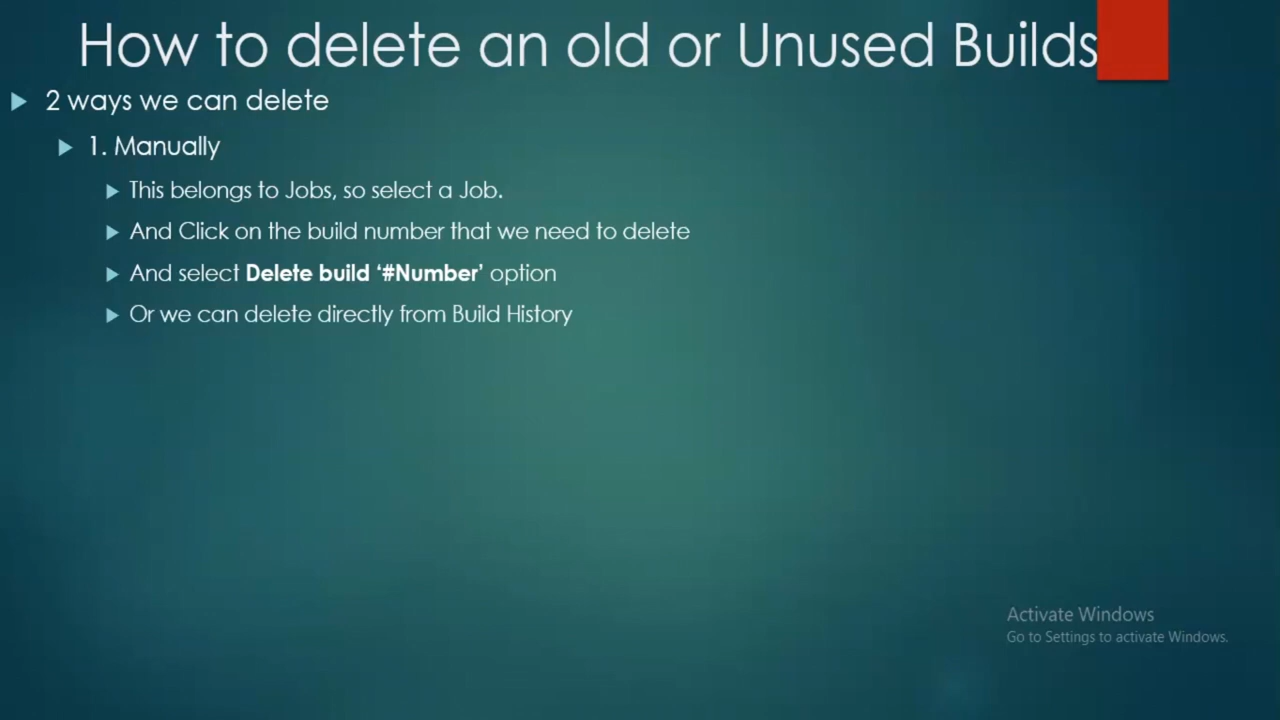 How to delete an old or Unused Builds
2 ways we can delete
1. Manually
This belongs to Jobs, so select a Job.
And Click on the build number that we need to delete
And select Delete build ‘#Number’ option
Or we can delete directly from Build History
Activate Windows
Go to Settings to activate Windows.